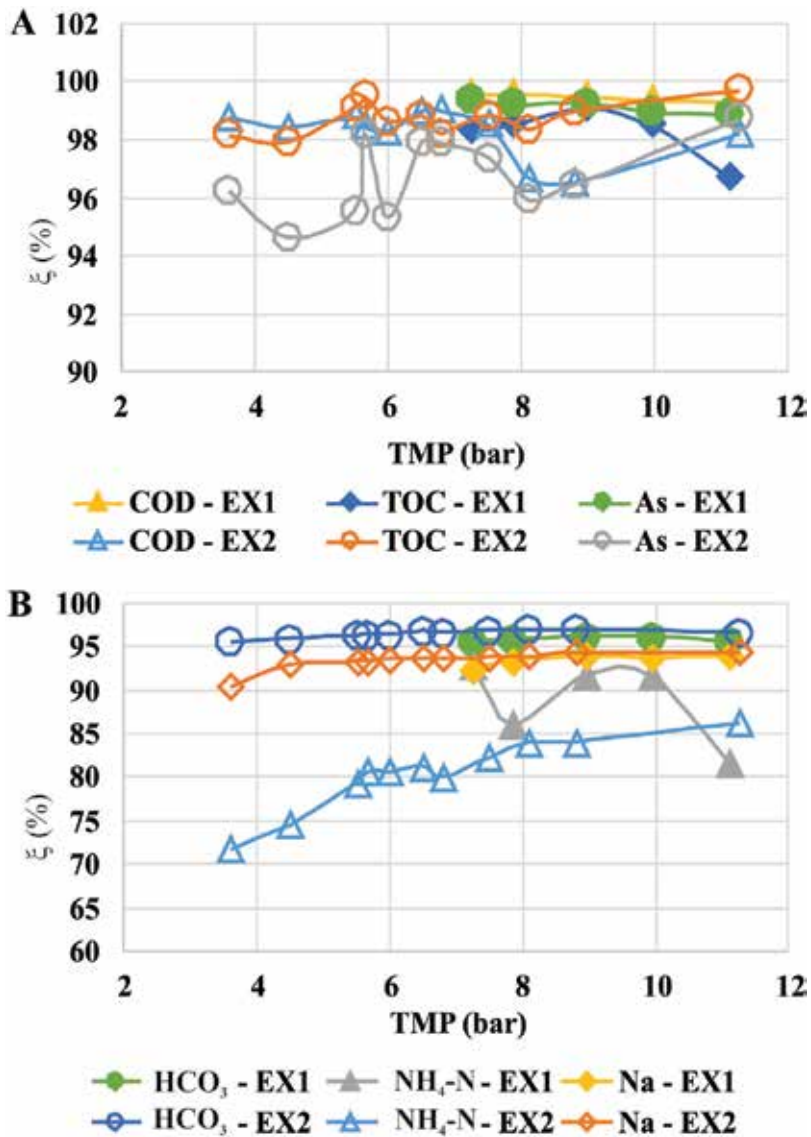 A
102
100
98
96
94
92
90
ξ (%)
2 4 6 8 10 12
TMP (bar)
COD - EX1 TOC - EX1 As - EX1
COD - EX2 TOC - EX2 As - EX2
B
100
95
90
85
80
75
70
65
60
ξ (%)
2 4 6 8 10 12
TMP (bar)
HCO₃ - EX1 NH₄-N - EX1 Na - EX1
HCO₃ - EX2 NH₄-N - EX2 Na - EX2